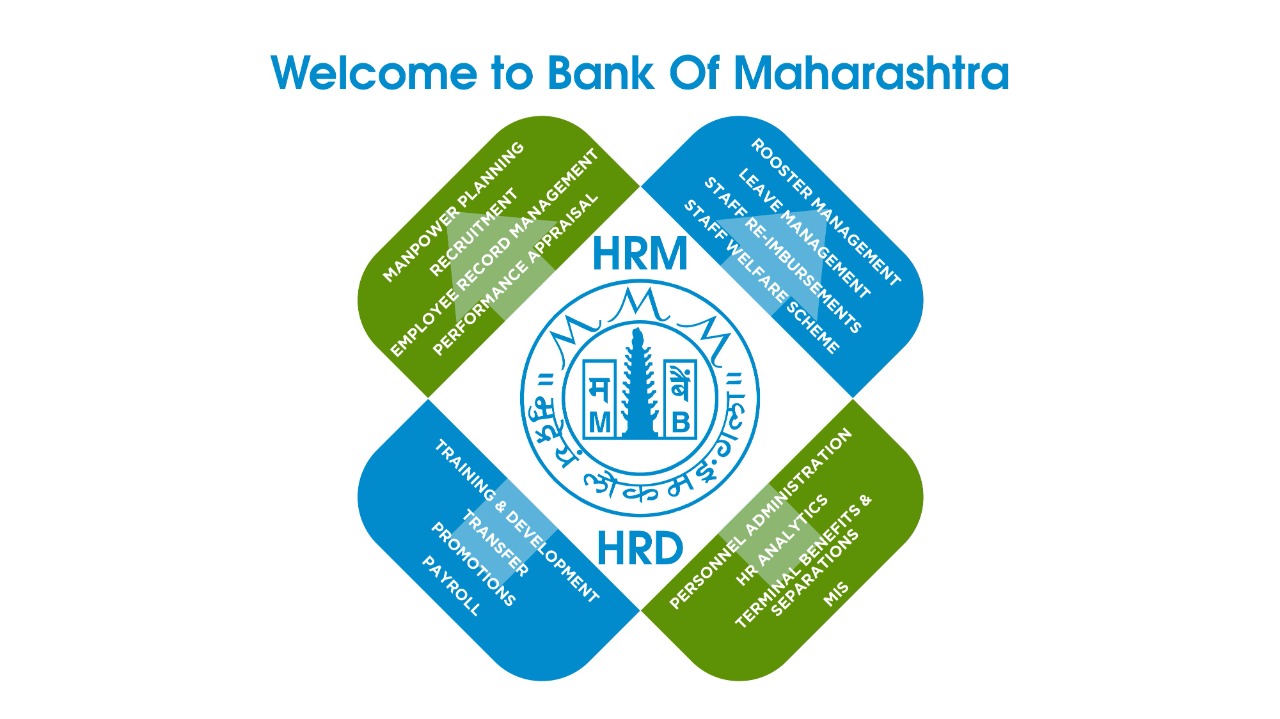 Welcome to Bank Of Maharashtra
MANPOWER PLANNING
RECRUITMENT
EMPLOYEE RECORD MANAGEMENT
PERFORMANCE APPRAISAL
ROOSTER MANAGEMENT
LEAVE MANAGEMENT
STAFF RE-IMBURSEMENTS
STAFF WELFARE SCHEME
HRM
M M M
म
बैं
M
B
॥ मुद्रेयं लोकमङ्गला ॥
HRD
TRAINING & DEVELOPMENT
TRANSFER
PROMOTIONS
PAYROLL
PERSONNEL ADMINISTRATION
HR ANALYTICS
TERMINAL BENEFITS &
SEPARATIONS
MIS